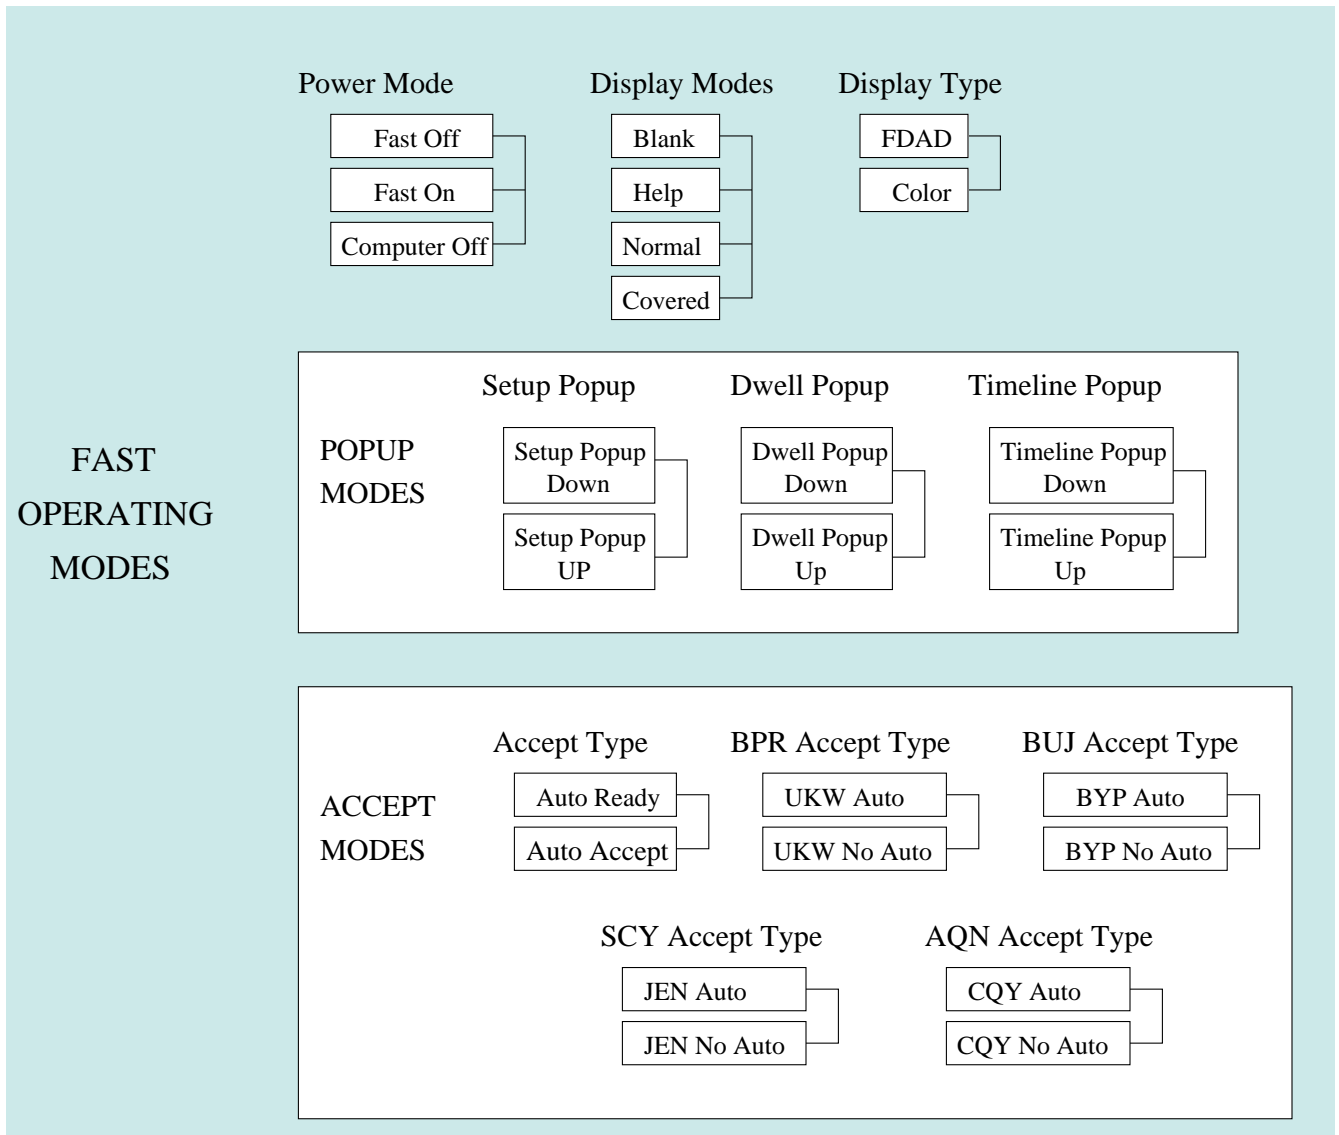 Power Mode
Fast Off
Fast On
Computer Off
Display Modes
Blank
Help
Normal
Covered
Display Type
FDAD
Color
FAST
OPERATING
MODES
POPUP
MODES
Setup Popup
Setup Popup
Down
Setup Popup
UP
Dwell Popup
Dwell Popup
Down
Dwell Popup
Up
Timeline Popup
Timeline Popup
Down
Timeline Popup
Up
ACCEPT
MODES
Accept Type
Auto Ready
Auto Accept
BPR Accept Type
UKW Auto
UKW No Auto
BUJ Accept Type
BYP Auto
BYP No Auto
SCY Accept Type
JEN Auto
JEN No Auto
AQN Accept Type
CQY Auto
CQY No Auto